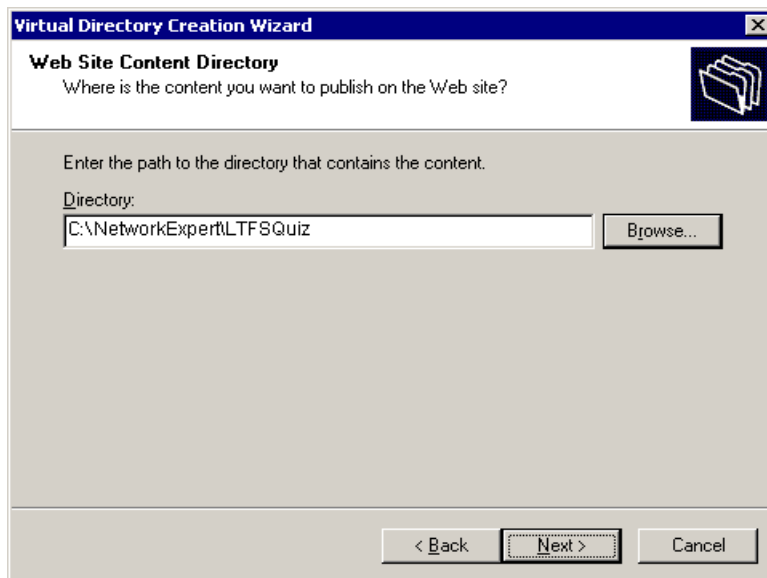 Virtual Directory Creation Wizard
Web Site Content Directory
Where is the content you want to publish on the Web site?
Enter the path to the directory that contains the content.
Directory:
C:\NetworkExpert\LTFSQuiz
Browse...
< Back
Next >
Cancel